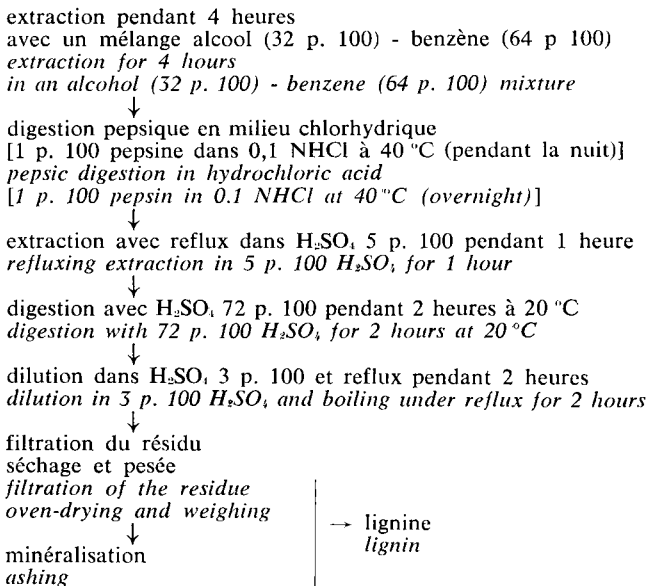 extraction pendant 4 heures
avec un mélange alcool (32 p. 100) - benzène (64 p 100)
extraction for 4 hours
in an alcohol (32 p. 100) - benzene (64 p. 100) mixture
↓
digestion pepsique en milieu chlorhydrique
[1 p. 100 pepsine dans 0,1 NHCl à 40 °C (pendant la nuit)]
pepsic digestion in hydrochloric acid
[1 p. 100 pepsin in 0.1 NHCl at 40 °C (overnight)]
↓
extraction avec reflux dans H₂SO₄ 5 p. 100 pendant 1 heure
refluxing extraction in 5 p. 100 H₂SO₄ for 1 hour
↓
digestion avec H₂SO₄ 72 p. 100 pendant 2 heures à 20 °C
digestion with 72 p. 100 H₂SO₄ for 2 hours at 20 °C
↓
dilution dans H₂SO₄ 3 p. 100 et reflux pendant 2 heures
dilution in 3 p. 100 H₂SO₄ and boiling under reflux for 2 hours
↓
filtration du résidu
séchage et pesée
filtration of the residue
oven-drying and weighing
↓
minéralisation
ashing
→ lignine
lignin